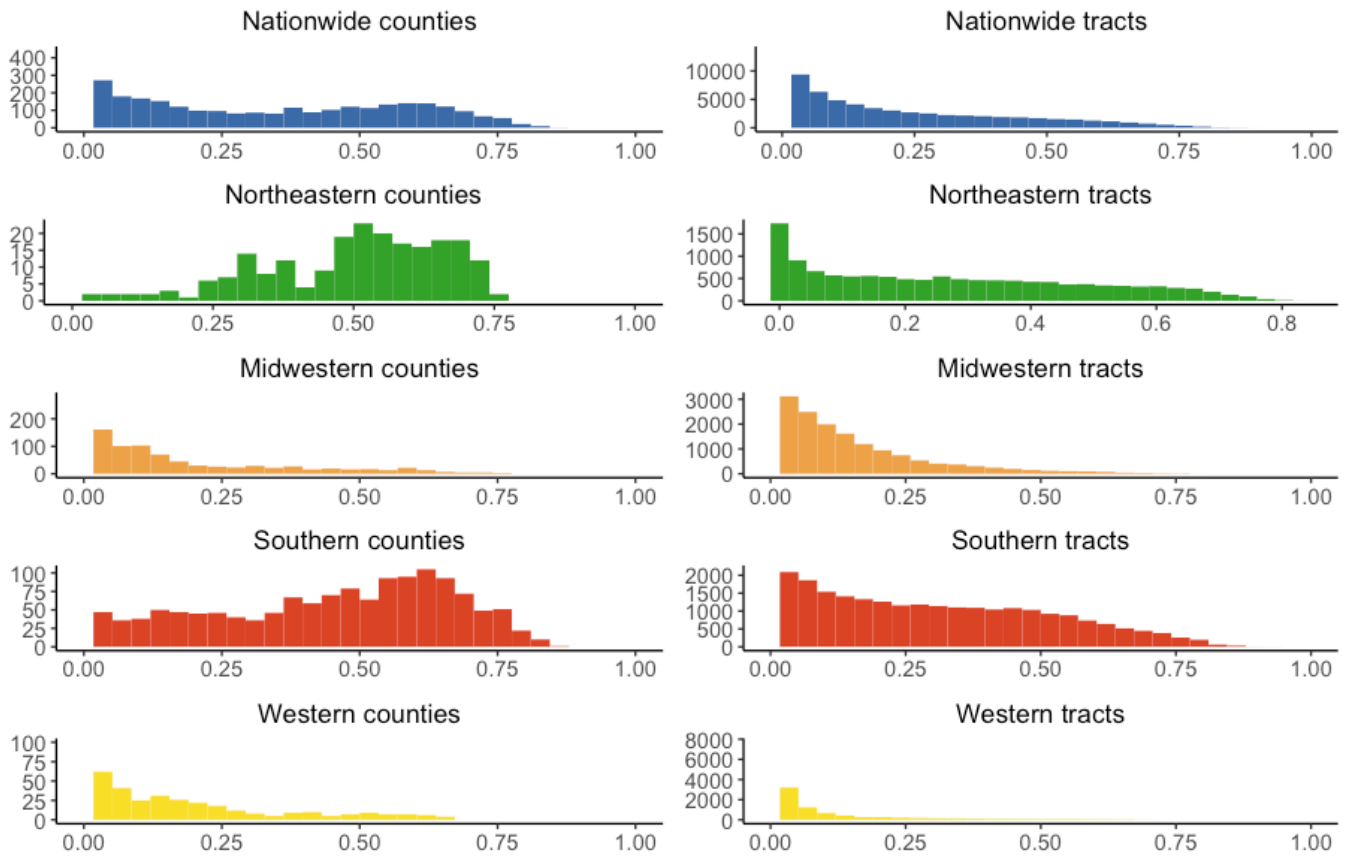 Nationwide counties
400
300
200
100
0
0.00 0.25 0.50 0.75 1.00
Nationwide tracts
10000
5000
0
0.00 0.25 0.50 0.75 1.00
Northeastern counties
20
15
10
5
0
0.00 0.25 0.50 0.75 1.00
Northeastern tracts
1500
1000
500
0
0.0 0.2 0.4 0.6 0.8
Midwestern counties
200
100
0
0.00 0.25 0.50 0.75 1.00
Midwestern tracts
3000
2000
1000
0
0.00 0.25 0.50 0.75 1.00
Southern counties
100
75
50
25
0
0.00 0.25 0.50 0.75 1.00
Southern tracts
2000
1500
1000
500
0
0.00 0.25 0.50 0.75 1.00
Western counties
100
75
50
25
0
0.00 0.25 0.50 0.75 1.00
Western tracts
8000
6000
4000
2000
0
0.00 0.25 0.50 0.75 1.00